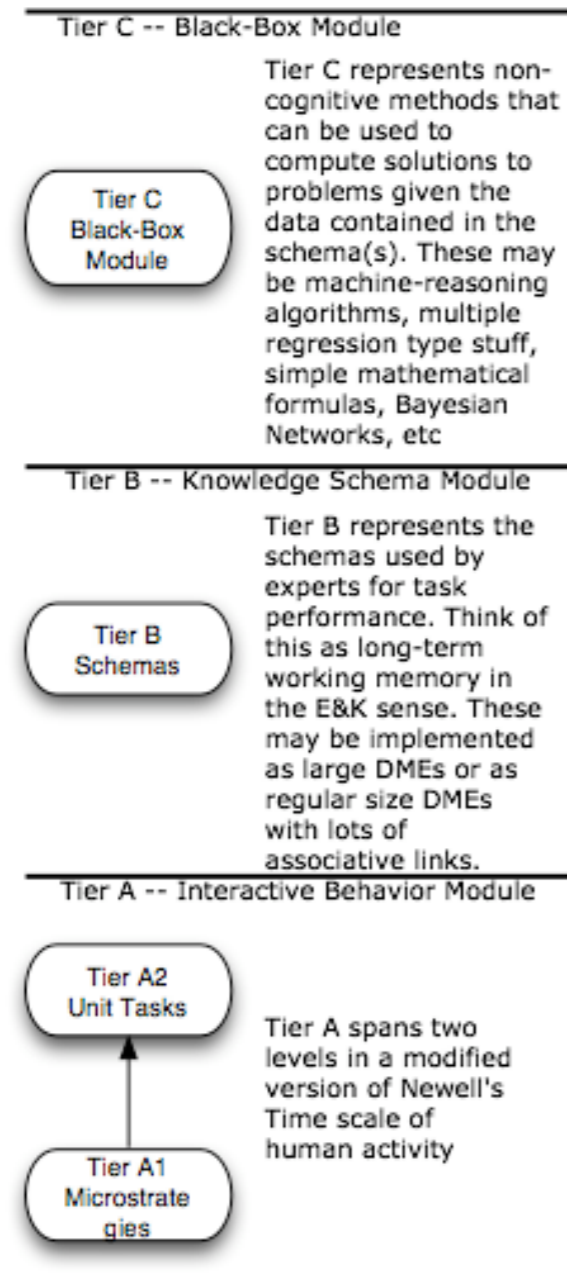 Tier C -- Black-Box Module
Tier C
Black-Box
Module
Tier C represents non-
cognitive methods that
can be used to
compute solutions to
problems given the
data contained in the
schema(s). These may
be machine-reasoning
algorithms, multiple
regression type stuff,
simple mathematical
formulas, Bayesian
Networks, etc
Tier B -- Knowledge Schema Module
Tier B
Schemas
Tier B represents the
schemas used by
experts for task
performance. Think of
this as long-term
working memory in
the E&K sense. These
may be implemented
as large DMEs or as
regular size DMEs
with lots of
associative links.
Tier A -- Interactive Behavior Module
Tier A2
Unit Tasks
Tier A spans two
levels in a modified
version of Newell's
Time scale of
human activity
Tier A1
Microstrate
gies